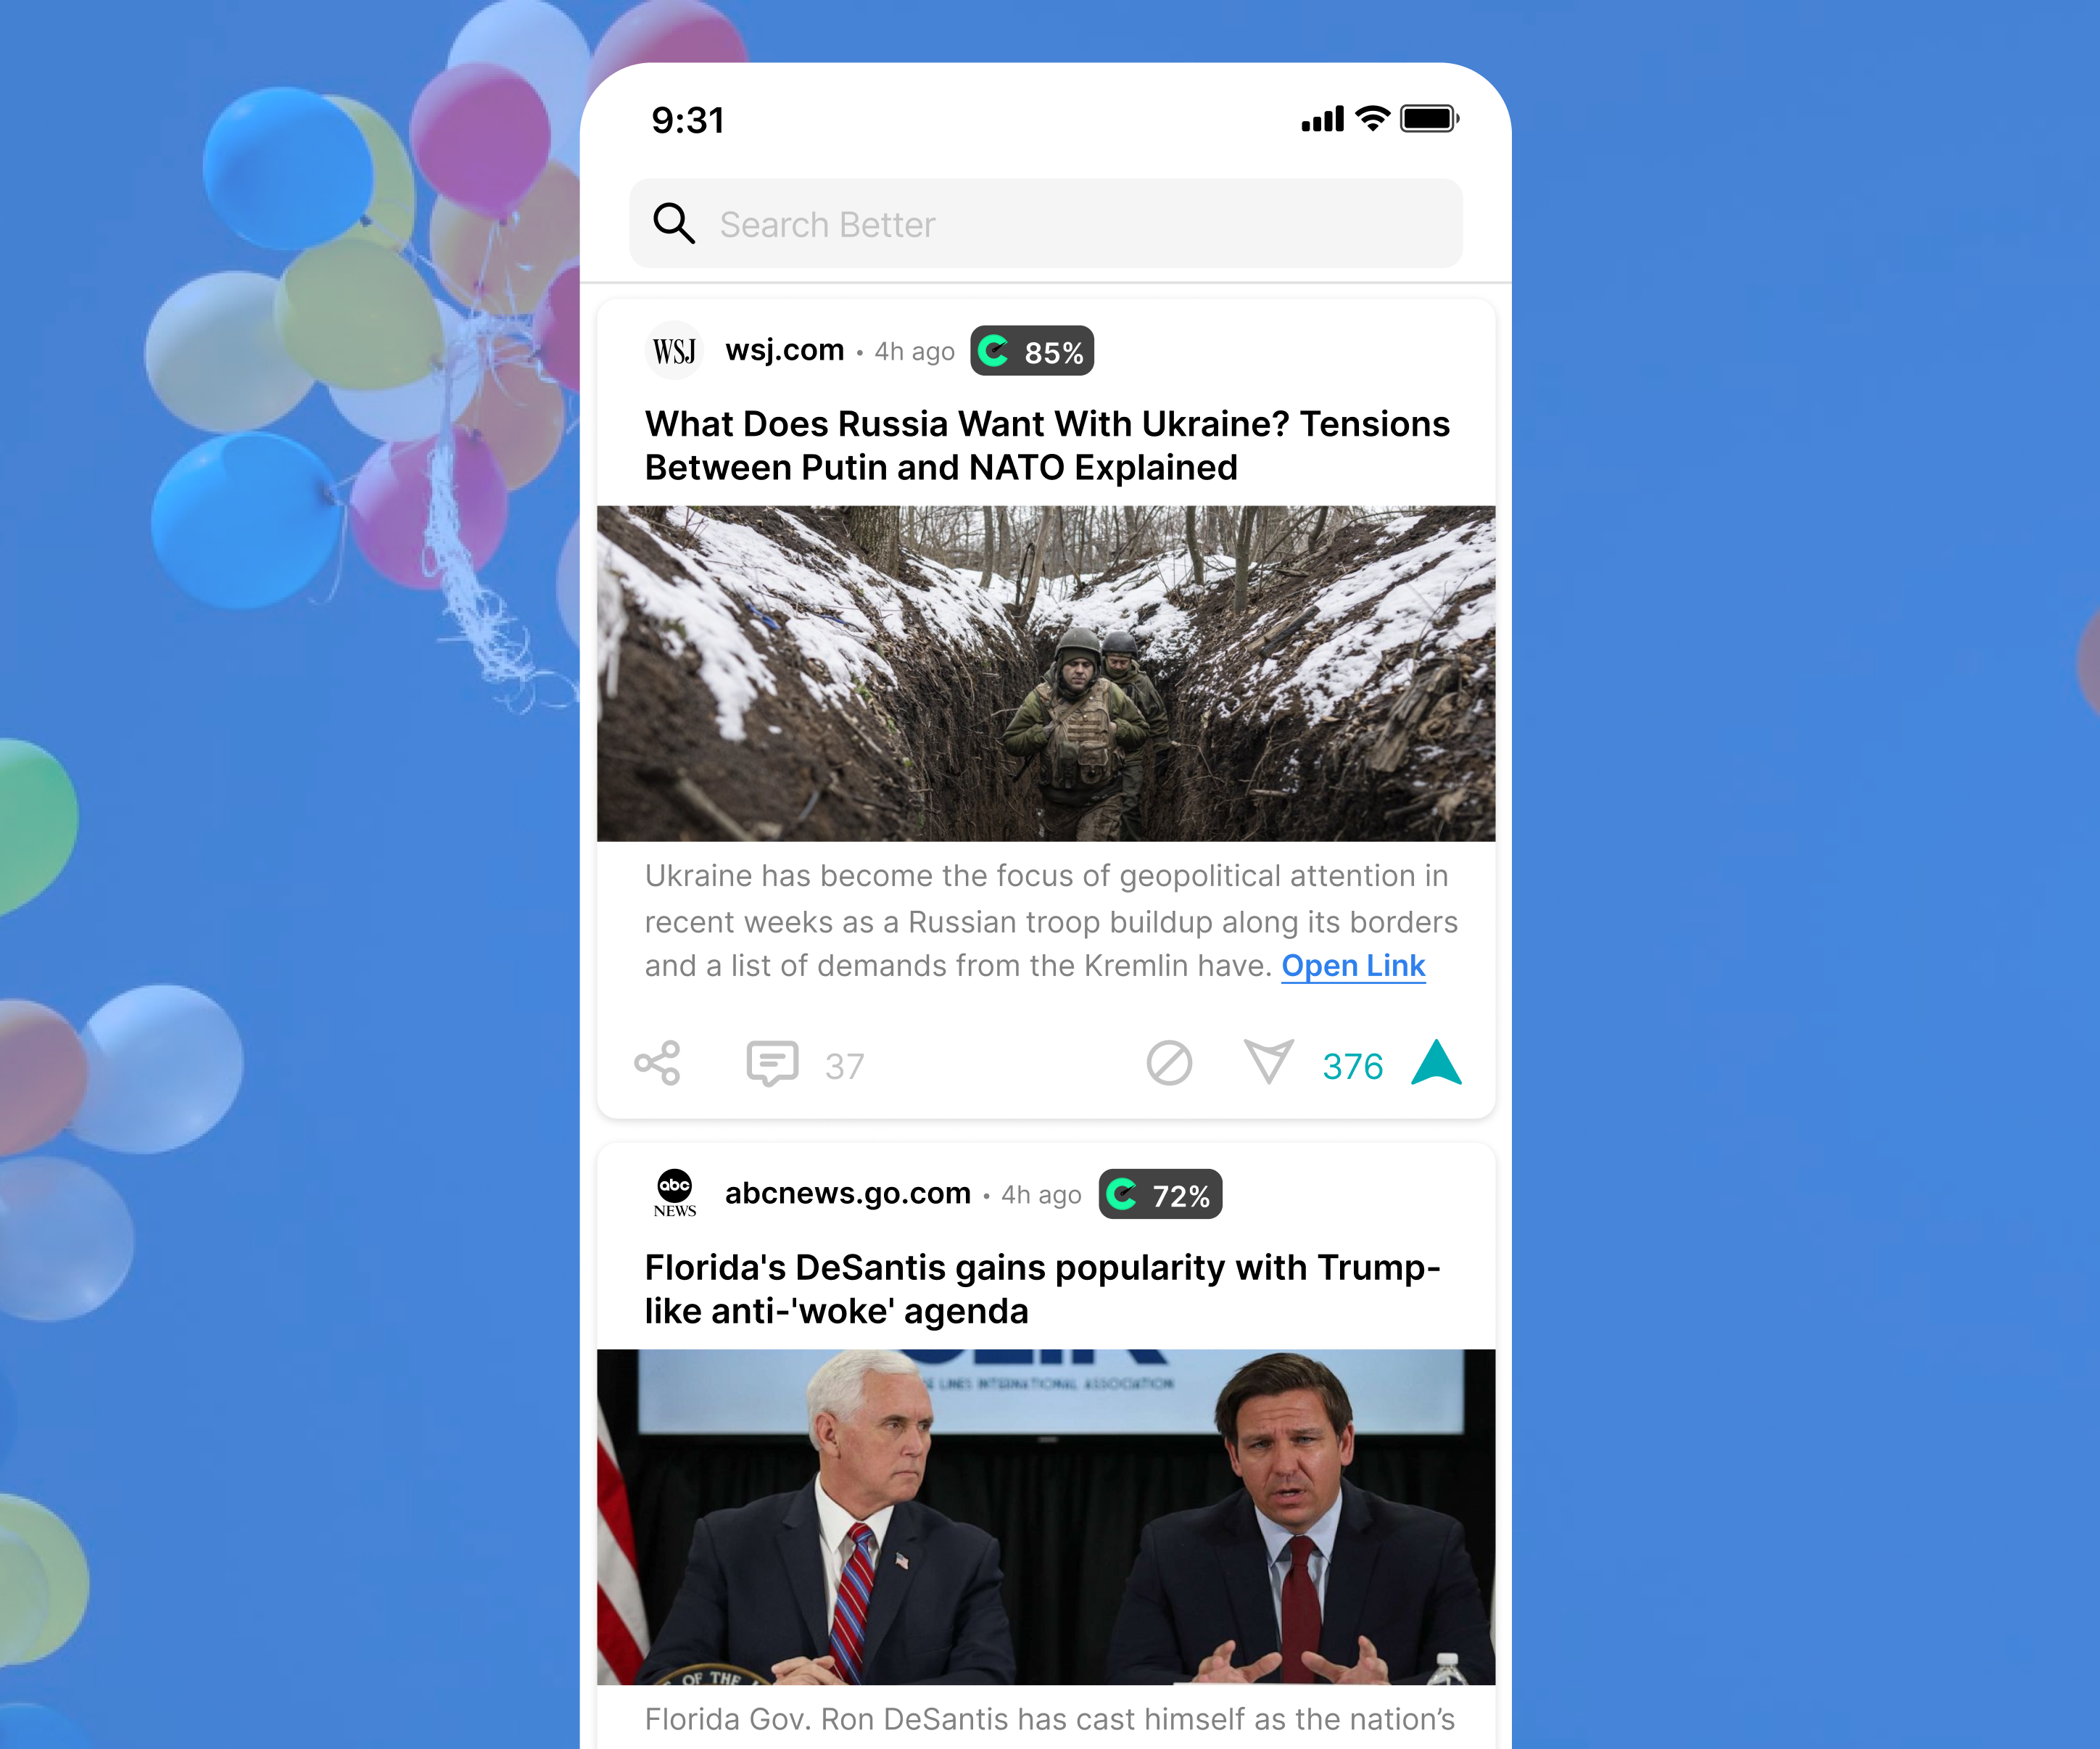 9:31
Search Better
WSJ wsj.com • 4h ago 85%
What Does Russia Want With Ukraine? Tensions
Between Putin and NATO Explained
Ukraine has become the focus of geopolitical attention in
recent weeks as a Russian troop buildup along its borders
and a list of demands from the Kremlin have. Open Link
37 376
abc
NEWS
abcnews.go.com • 4h ago 72%
Florida's DeSantis gains popularity with Trump-
like anti-'woke' agenda
LINES INTERNATIONAL ASSOCIATION
OF THE
Florida Gov. Ron DeSantis has cast himself as the nation’s